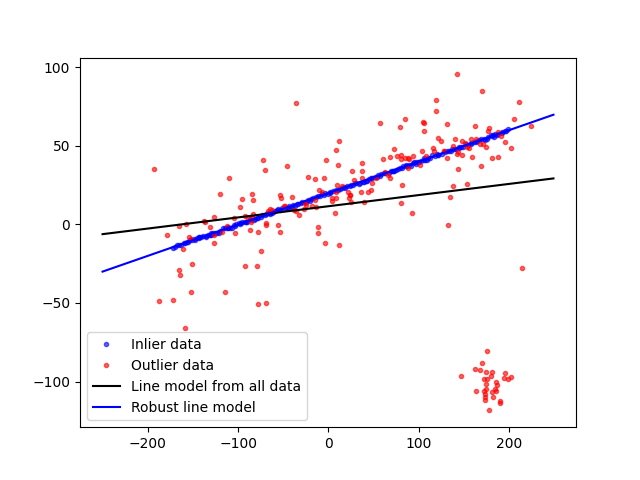 100
50
0
−50
−100
Inlier data
Outlier data
Line model from all data
Robust line model
−200
−100
0
100
200